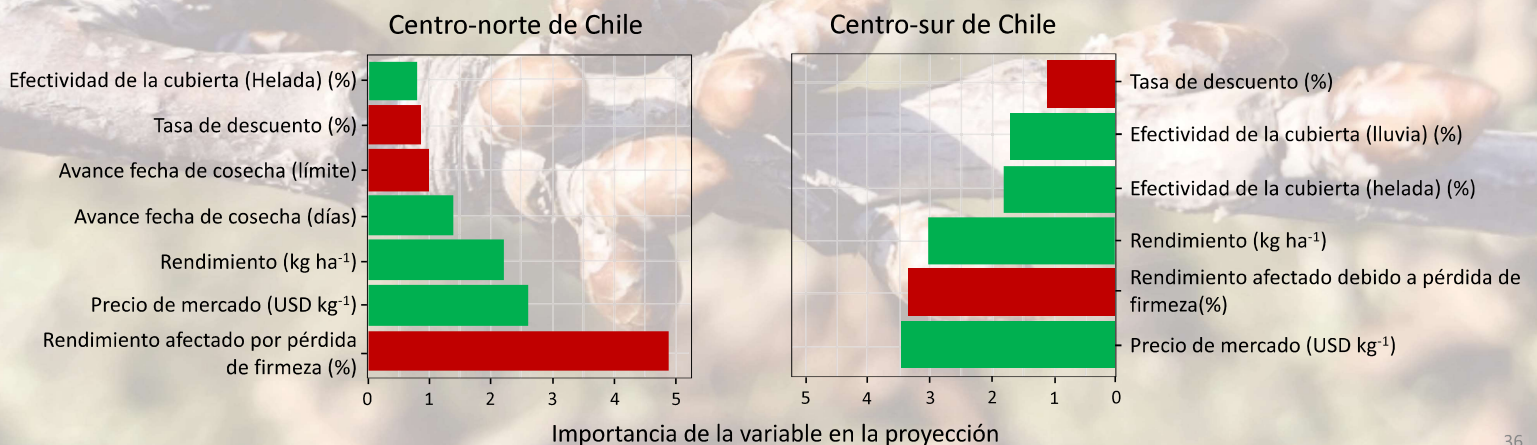 Centro-norte de Chile
Efectividad de la cubierta (Helada) (%)
Tasa de descuento (%)
Avance fecha de cosecha (límite)
Avance fecha de cosecha (días)
Rendimiento (kg ha⁻¹)
Precio de mercado (USD kg⁻¹)
Rendimiento afectado por pérdida
de firmeza (%)
0 1 2 3 4 5
Centro-sur de Chile
Tasa de descuento (%)
Efectividad de la cubierta (lluvia) (%)
Efectividad de la cubierta (helada) (%)
Rendimiento (kg ha⁻¹)
Rendimiento afectado debido a pérdida de
firmeza(%)
Precio de mercado (USD kg⁻¹)
5 4 3 2 1 0
Importancia de la variable en la proyección
36